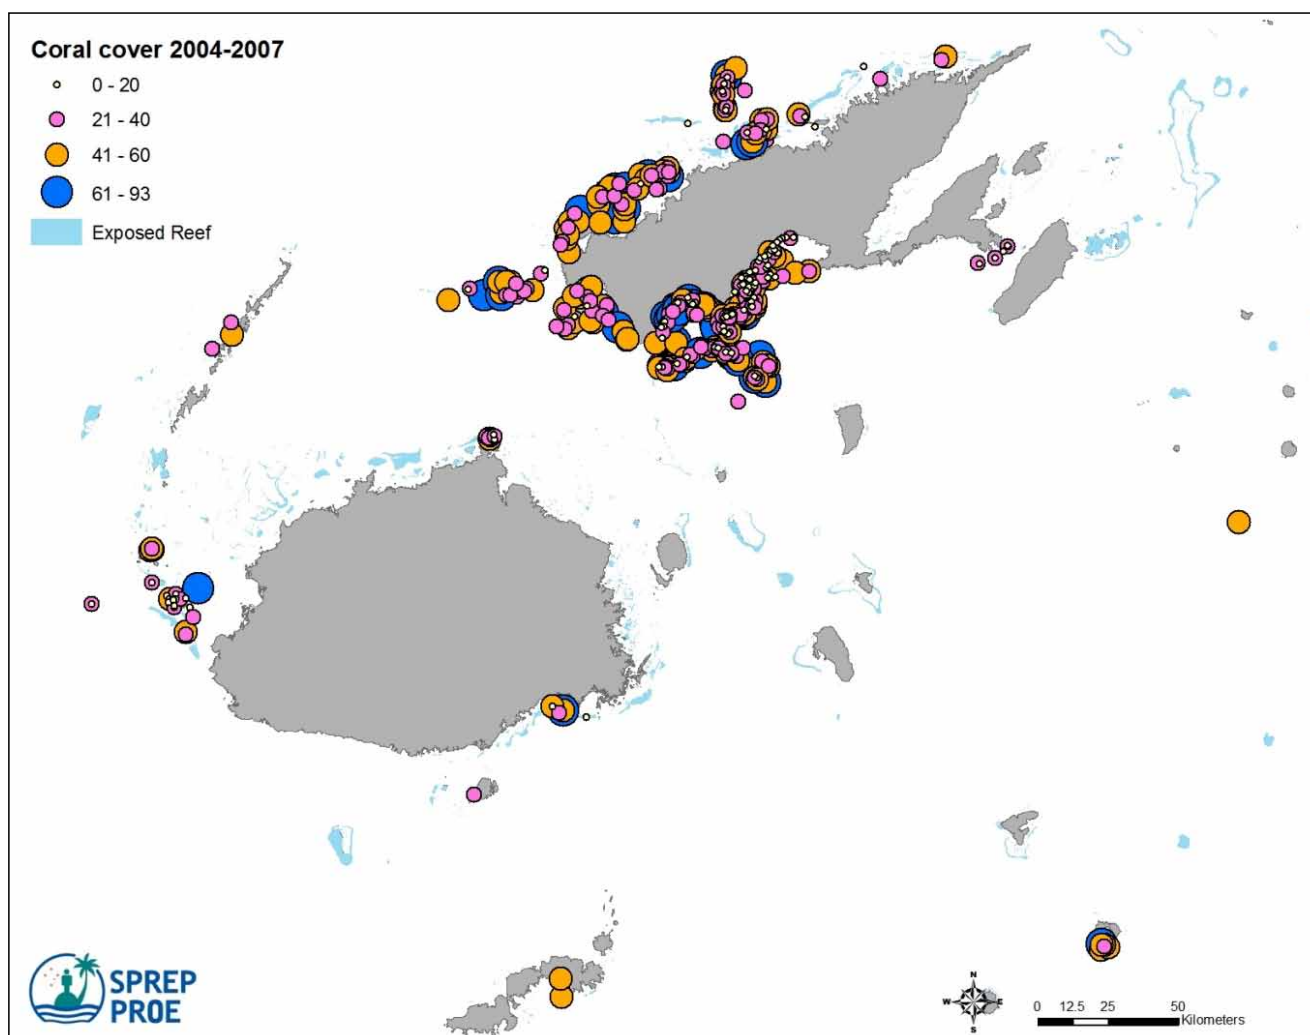 Coral cover 2004-2007
0 - 20
21 - 40
41 - 60
61 - 93
Exposed Reef
SPREP
PROE
N
W E
S
0 12.5 25 50
Kilometers